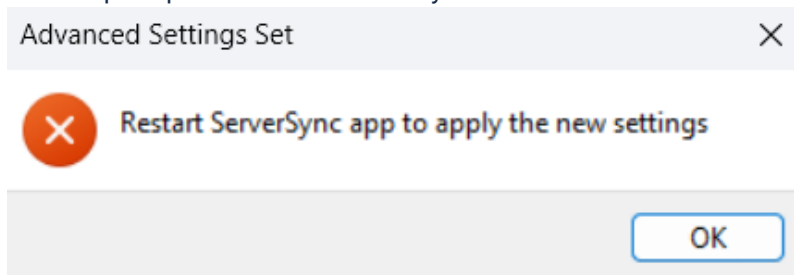 Advanced Settings Set
Restart ServerSync app to apply the new settings
OK